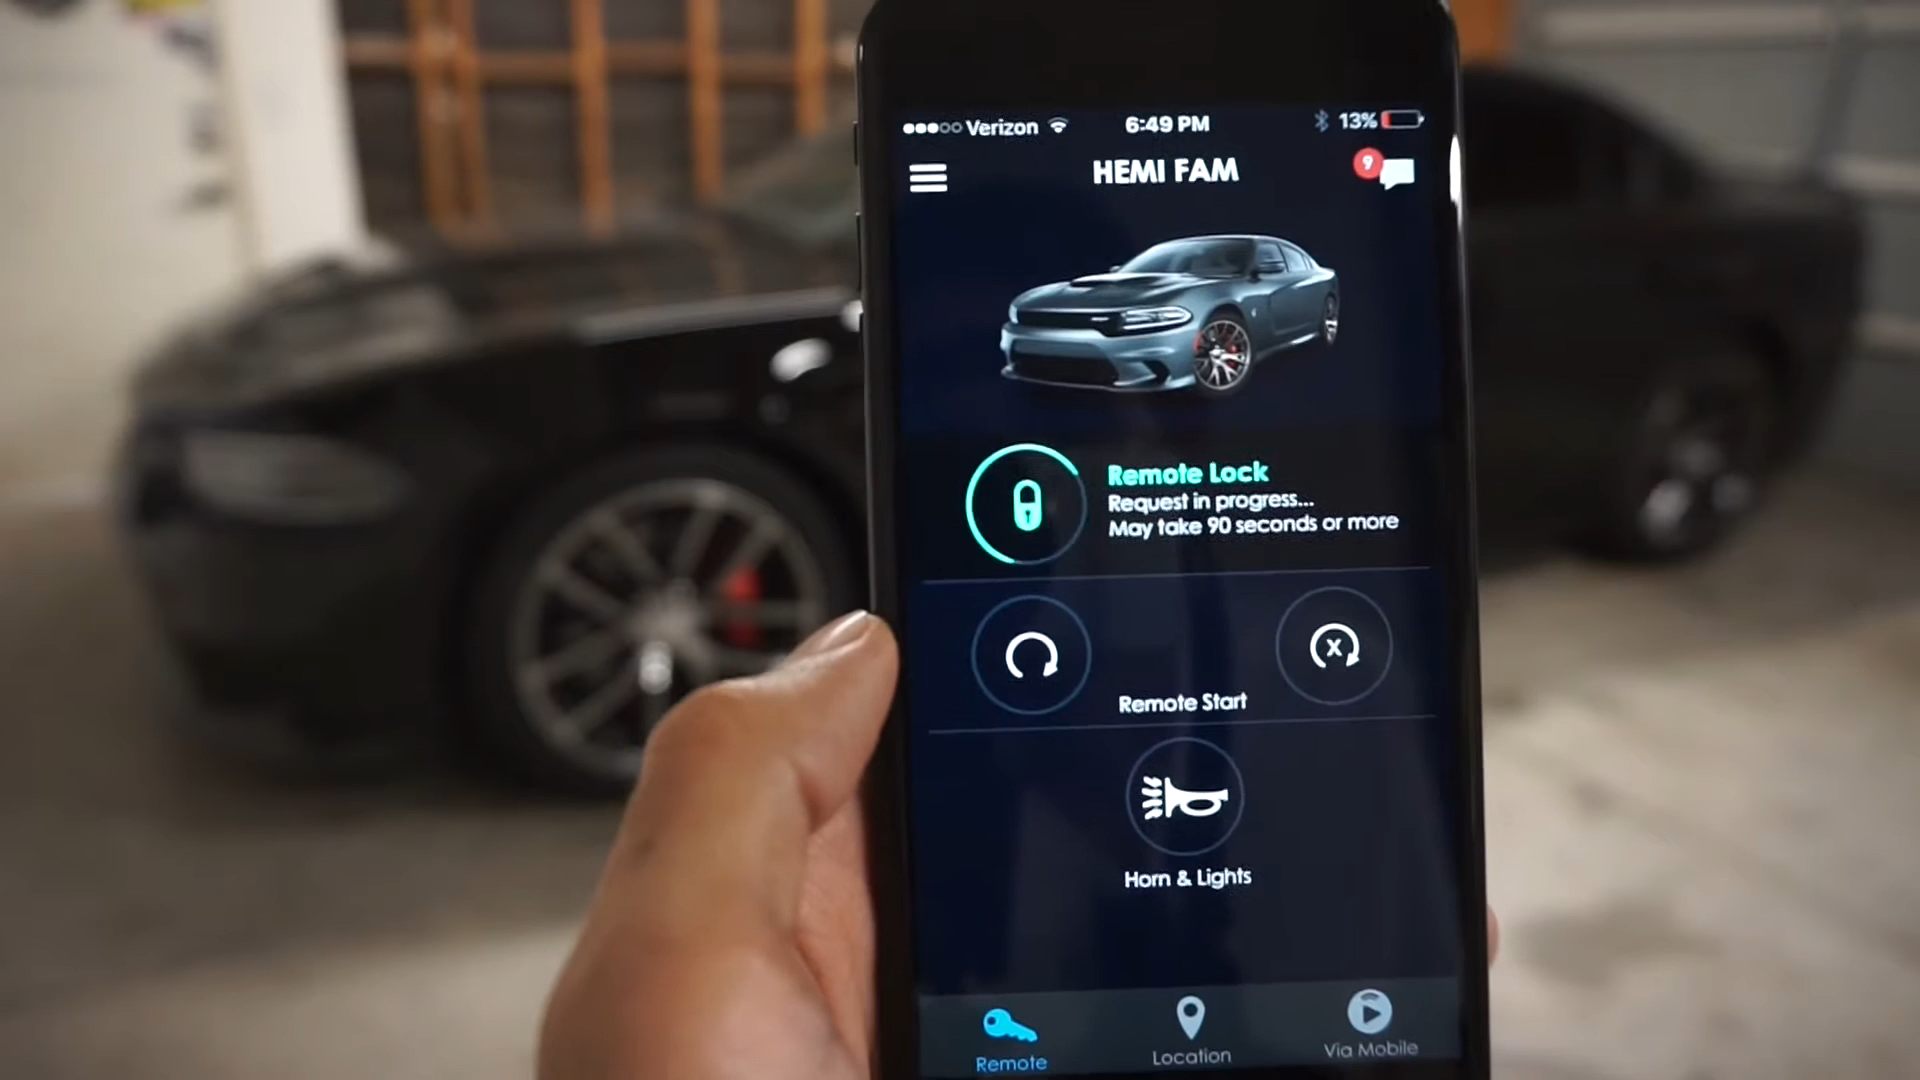 Verizon 6:49 PM 13%
HEMI FAM 9
Remote Lock
Request in progress...
May take 90 seconds or more
X
Remote Start
Horn & Lights
Remote Location Via Mobile